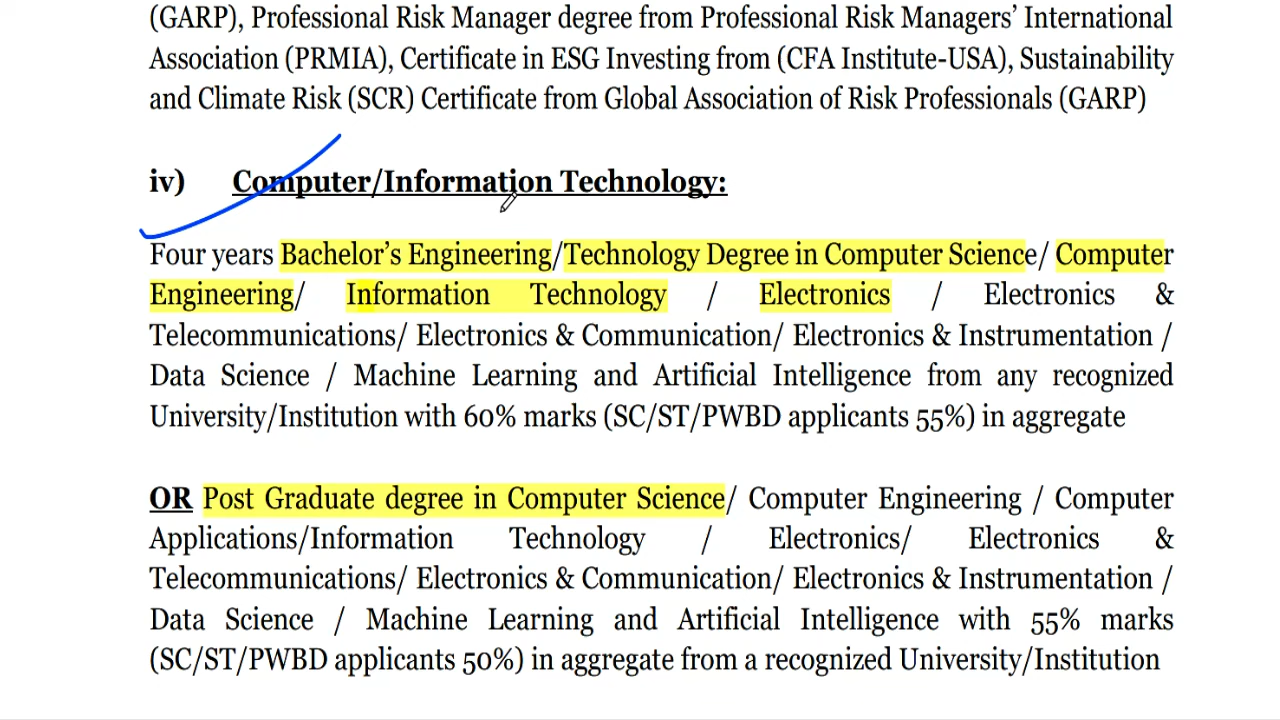 (GARP), Professional Risk Manager degree from Professional Risk Managers’ International
Association (PRMIA), Certificate in ESG Investing from (CFA Institute-USA), Sustainability
and Climate Risk (SCR) Certificate from Global Association of Risk Professionals (GARP)
iv) Computer/Information Technology:
Four years Bachelor’s Engineering/Technology Degree in Computer Science/ Computer
Engineering/ Information Technology / Electronics / Electronics &
Telecommunications/ Electronics & Communication/ Electronics & Instrumentation /
Data Science / Machine Learning and Artificial Intelligence from any recognized
University/Institution with 60% marks (SC/ST/PWBD applicants 55%) in aggregate
OR Post Graduate degree in Computer Science/ Computer Engineering / Computer
Applications/Information Technology / Electronics/ Electronics &
Telecommunications/ Electronics & Communication/ Electronics & Instrumentation /
Data Science / Machine Learning and Artificial Intelligence with 55% marks
(SC/ST/PWBD applicants 50%) in aggregate from a recognized University/Institution